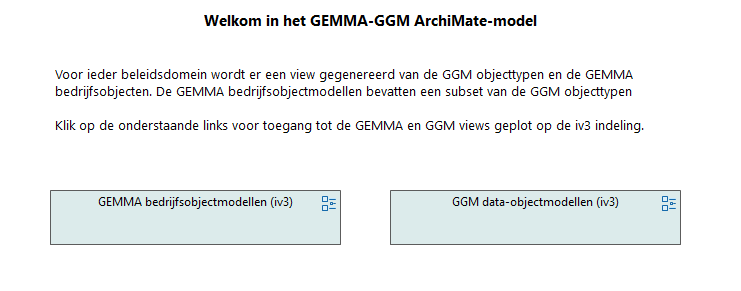 Welkom in het GEMMA-GGM ArchiMate-model
Voor ieder beleidsdomein wordt er een view gegenereerd van de GGM objecttypen en de GEMMA
bedrijfsobjecten. De GEMMA bedrijfsobjectmodellen bevatten een subset van de GGM objecttypen
Klik op de onderstaande links voor toegang tot de GEMMA en GGM views geplot op de iv3 indeling.
GEMMA bedrijfsobjectmodellen (iv3)
GGM data-objectmodellen (iv3)